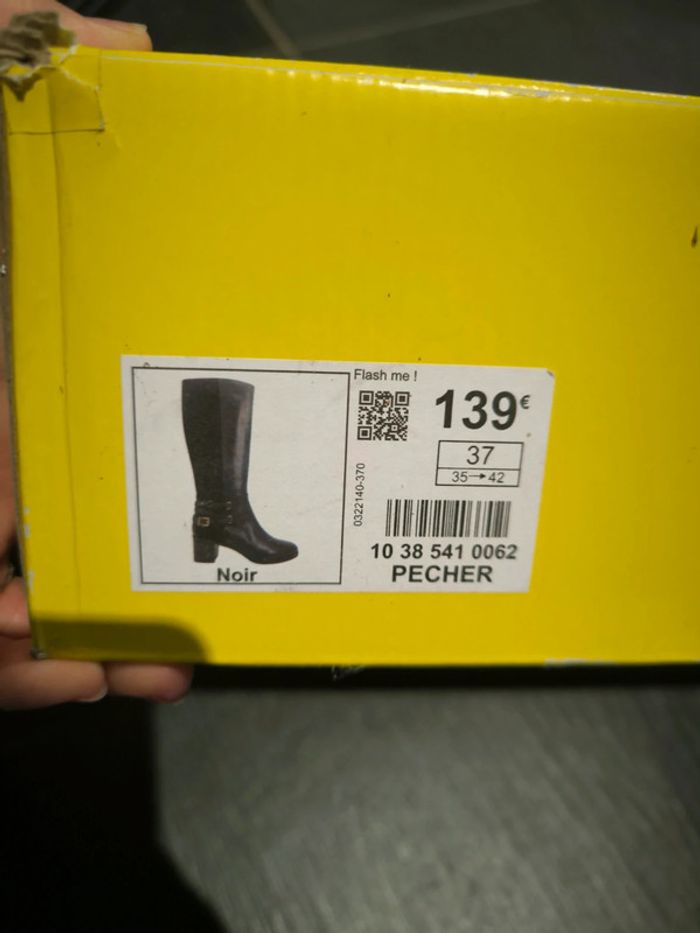 Flash me !
139€
37
35→42
0322140-370
10 38 541 0062
PECHER
Noir